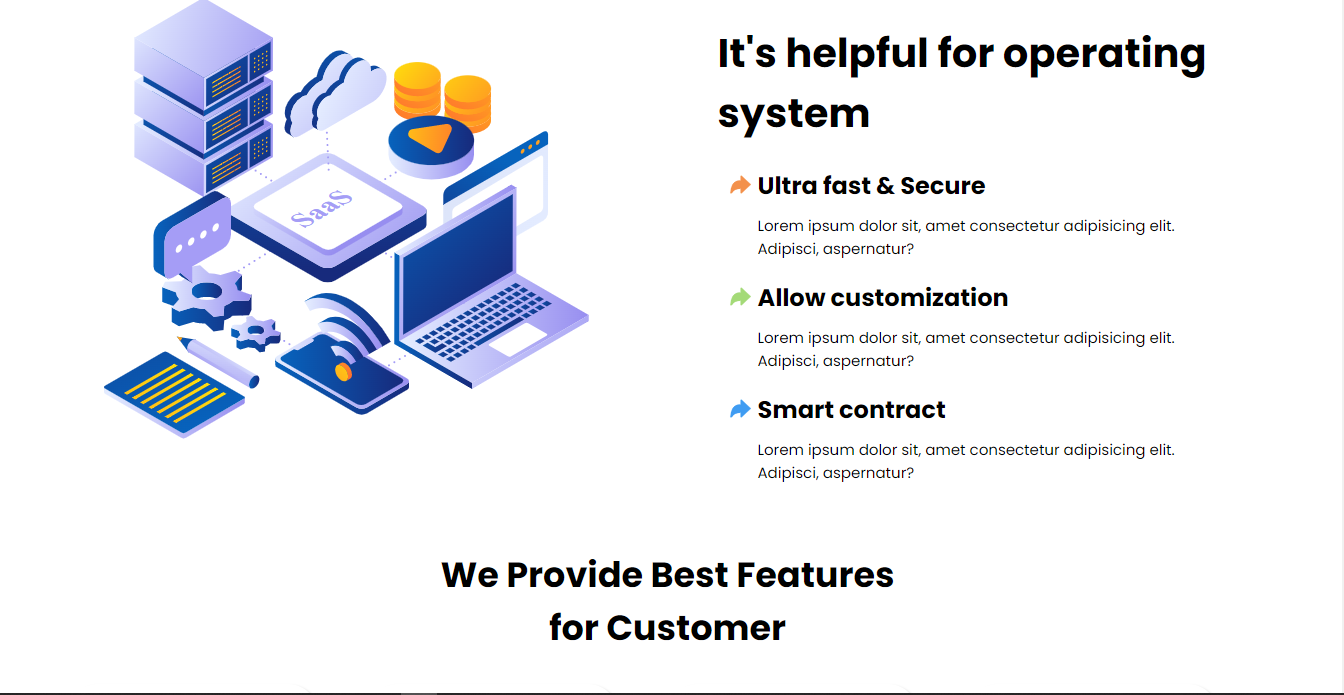 SaaS
It's helpful for operating
system
Ultra fast & Secure
Lorem ipsum dolor sit, amet consectetur adipisicing elit.
Adipisci, aspernatur?
Allow customization
Lorem ipsum dolor sit, amet consectetur adipisicing elit.
Adipisci, aspernatur?
Smart contract
Lorem ipsum dolor sit, amet consectetur adipisicing elit.
Adipisci, aspernatur?
We Provide Best Features
for Customer